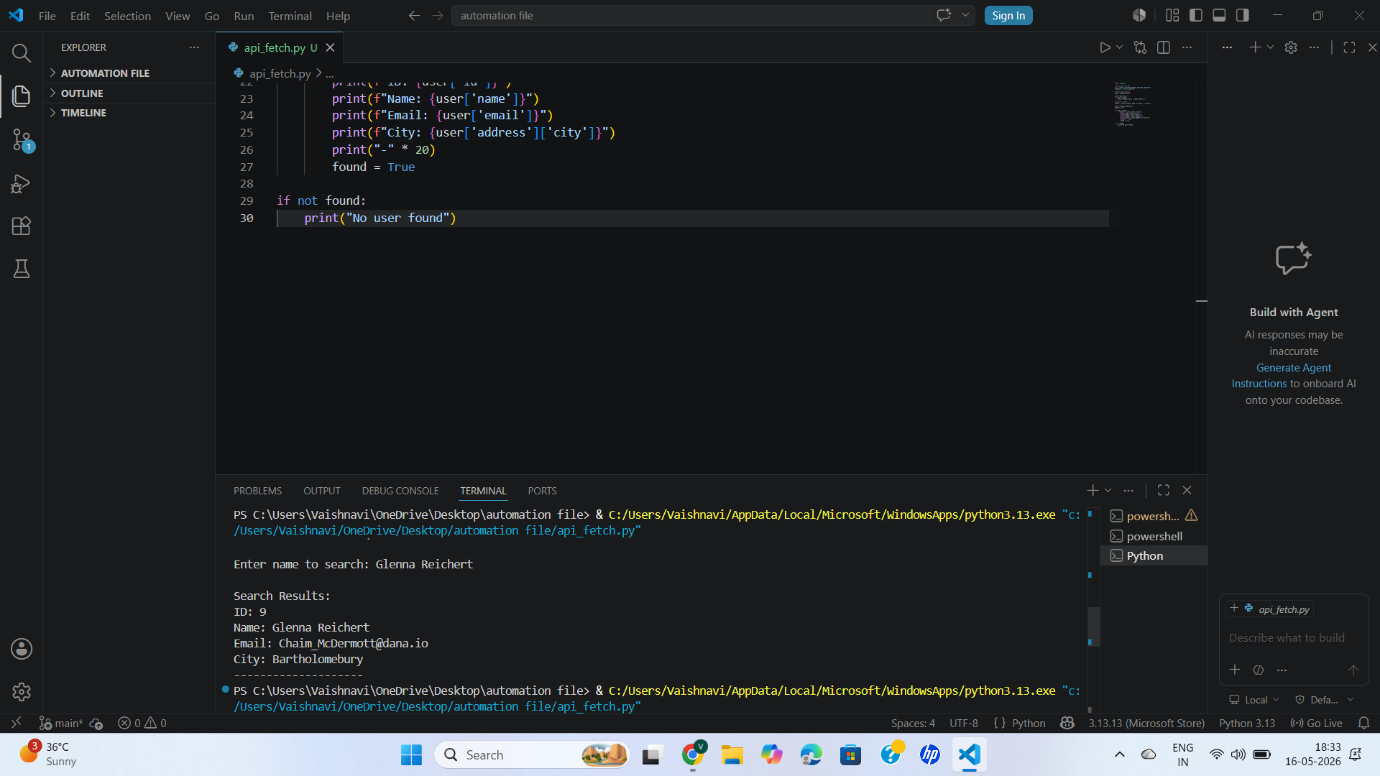 File Edit Selection View Go Run Terminal Help
automation file
Sign In
EXPLORER
AUTOMATION FILE
OUTLINE
TIMELINE
1
api_fetch.py U
api_fetch.py > ...
23 print(f"Name: {user['name']}")
24 print(f"Email: {user['email']}")
25 print(f"City: {user['address']['city']}")
26 print("-" * 20)
27 found = True
28
29 if not found:
30 print("No user found")
Build with Agent
AI responses may be
inaccurate
Generate Agent
Instructions to onboard AI
onto your codebase.
PROBLEMS OUTPUT DEBUG CONSOLE TERMINAL PORTS
PS C:\Users\Vaishnavi\OneDrive\Desktop\automation file> & C:/Users/Vaishnavi/AppData/Local/Microsoft/WindowsApps/python3.13.exe "c:
/Users/Vaishnavi/OneDrive/Desktop/automation file/api_fetch.py"
Enter name to search: Glenna Reichert
Search Results:
ID: 9
Name: Glenna Reichert
Email: Chaim_McDermott@dana.io
City: Bartholomebury
--------------------
PS C:\Users\Vaishnavi\OneDrive\Desktop\automation file> & C:/Users/Vaishnavi/AppData/Local/Microsoft/WindowsApps/python3.13.exe "c:
/Users/Vaishnavi/OneDrive/Desktop/automation file/api_fetch.py"
powersh...
powershell
Python
api_fetch.py
Describe what to build
Local
Defa...
main* 0 0
Spaces: 4 UTF-8 {} Python 3.13.13 (Microsoft Store) Python 3.13 Go Live
3
36°C
Sunny
Search
V
hp
ENG
IN
18:33
16-05-2026